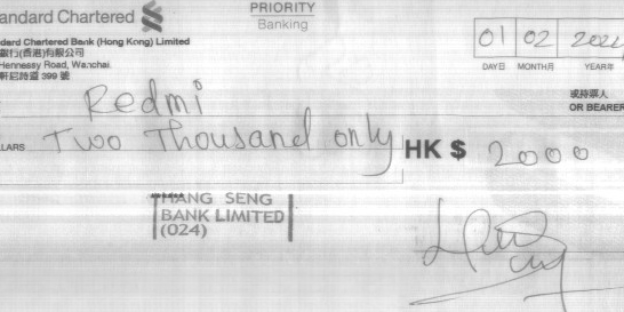 andard Chartered
PRIORITY
Banking
dard Chartered Bank (Hong Kong) Limited
銀行(香港)有限公司
Hennessy Road, Wanchai
軒尼詩道 399 號
01 02 202
DAY日 MONTH月 YEAR年
Redmi
或持票人
OR BEARER
LARS Two Thousand only
HK $ 2000
HANG SENG
BANK LIMITED
(024)